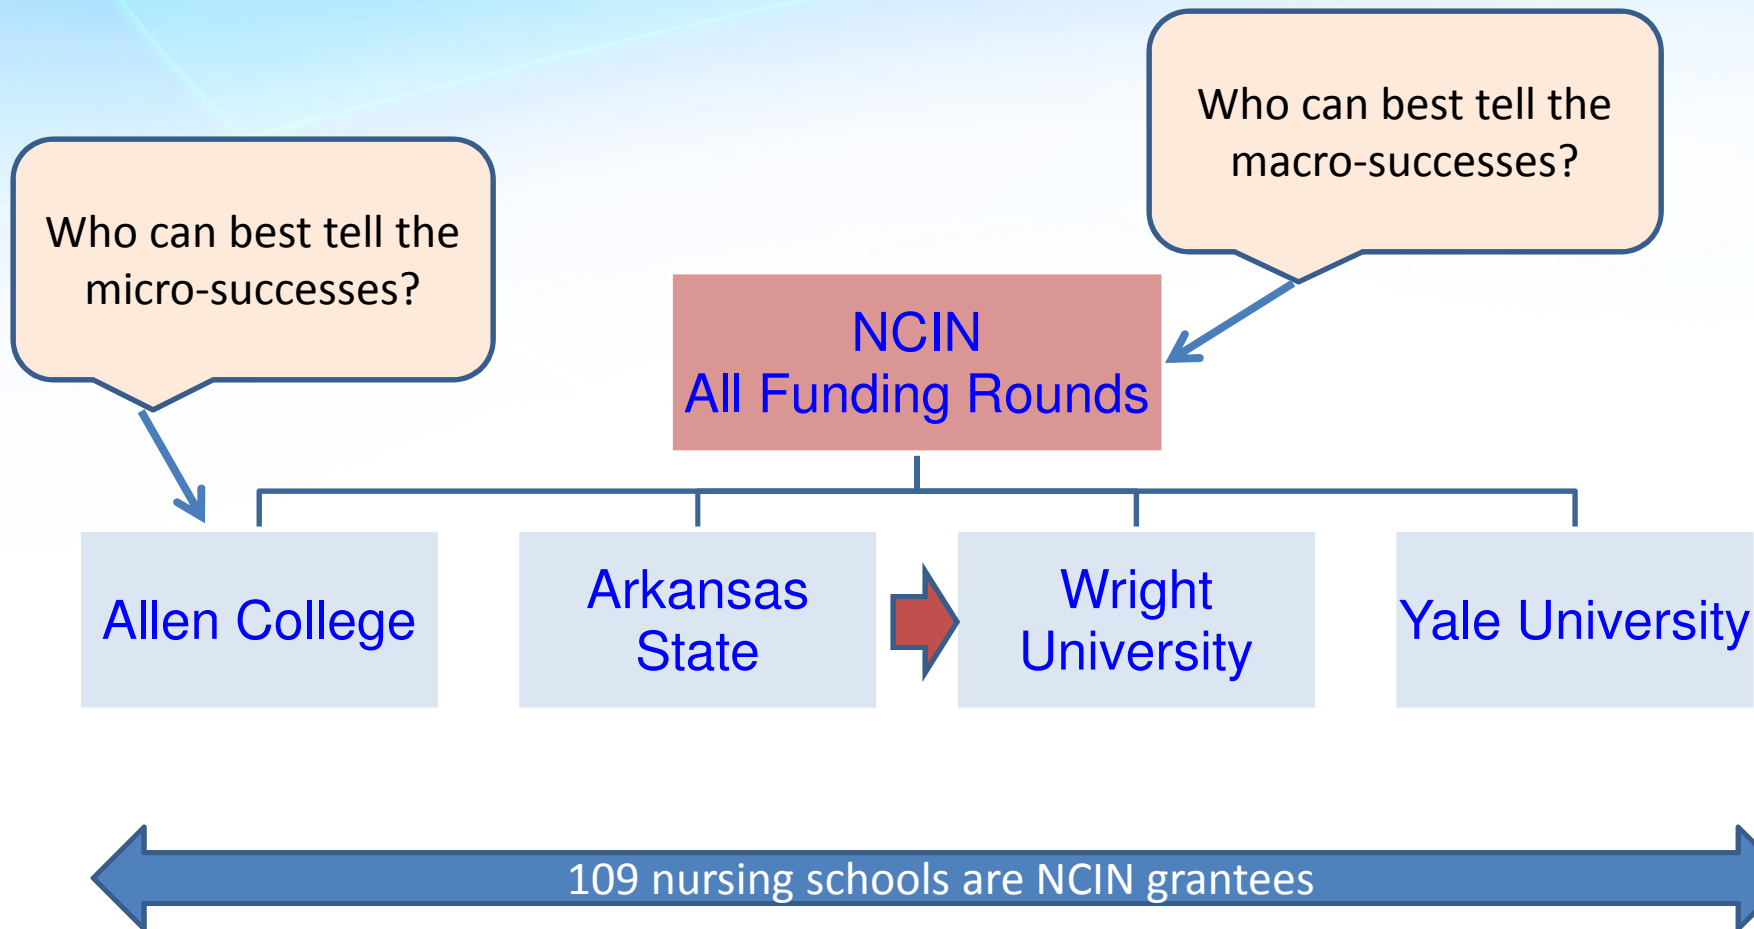 Who can best tell the
macro-successes?
Who can best tell the
micro-successes?
NCIN
All Funding Rounds
Allen College
Arkansas
State
Wright
University
Yale University
109 nursing schools are NCIN grantees